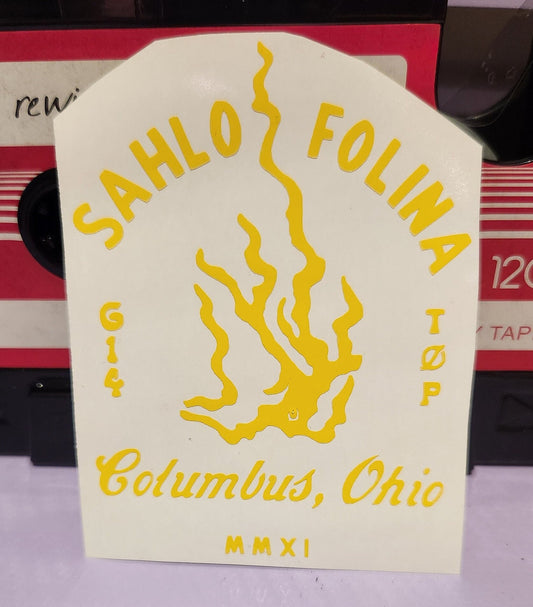 rewi
SAHLO FOLINA
120
TAP
G14
TØP
Columbus, Ohio
MMXI